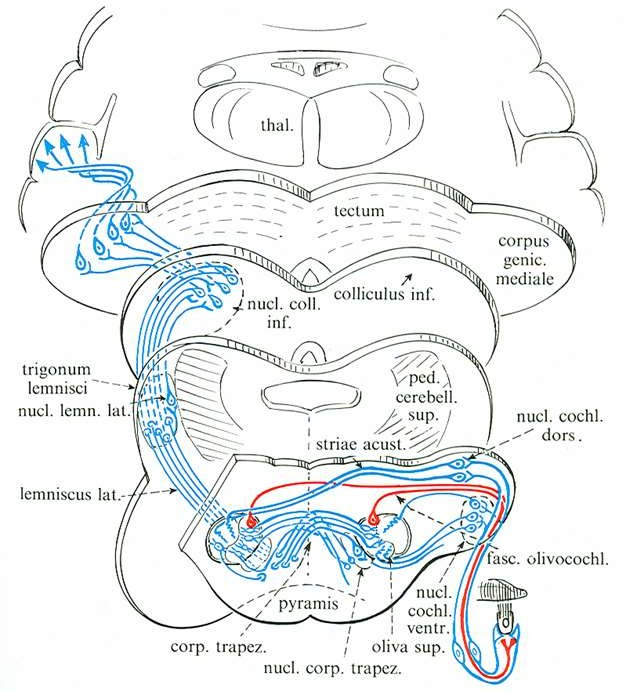 thal.
tectum
corpus
genic.
mediale
colliculus inf.
nucl. coll.
inf.
trigonum
lemnisci
nucl. lemn. lat.
ped.
cerebell.
sup.
nucl. cochl.
dors.
striae acust.
lemniscus lat.
fasc. olivocochl.
nucl.
cochl.
ventr.
pyramis
corp. trapez.
oliva sup.
nucl. corp. trapez.